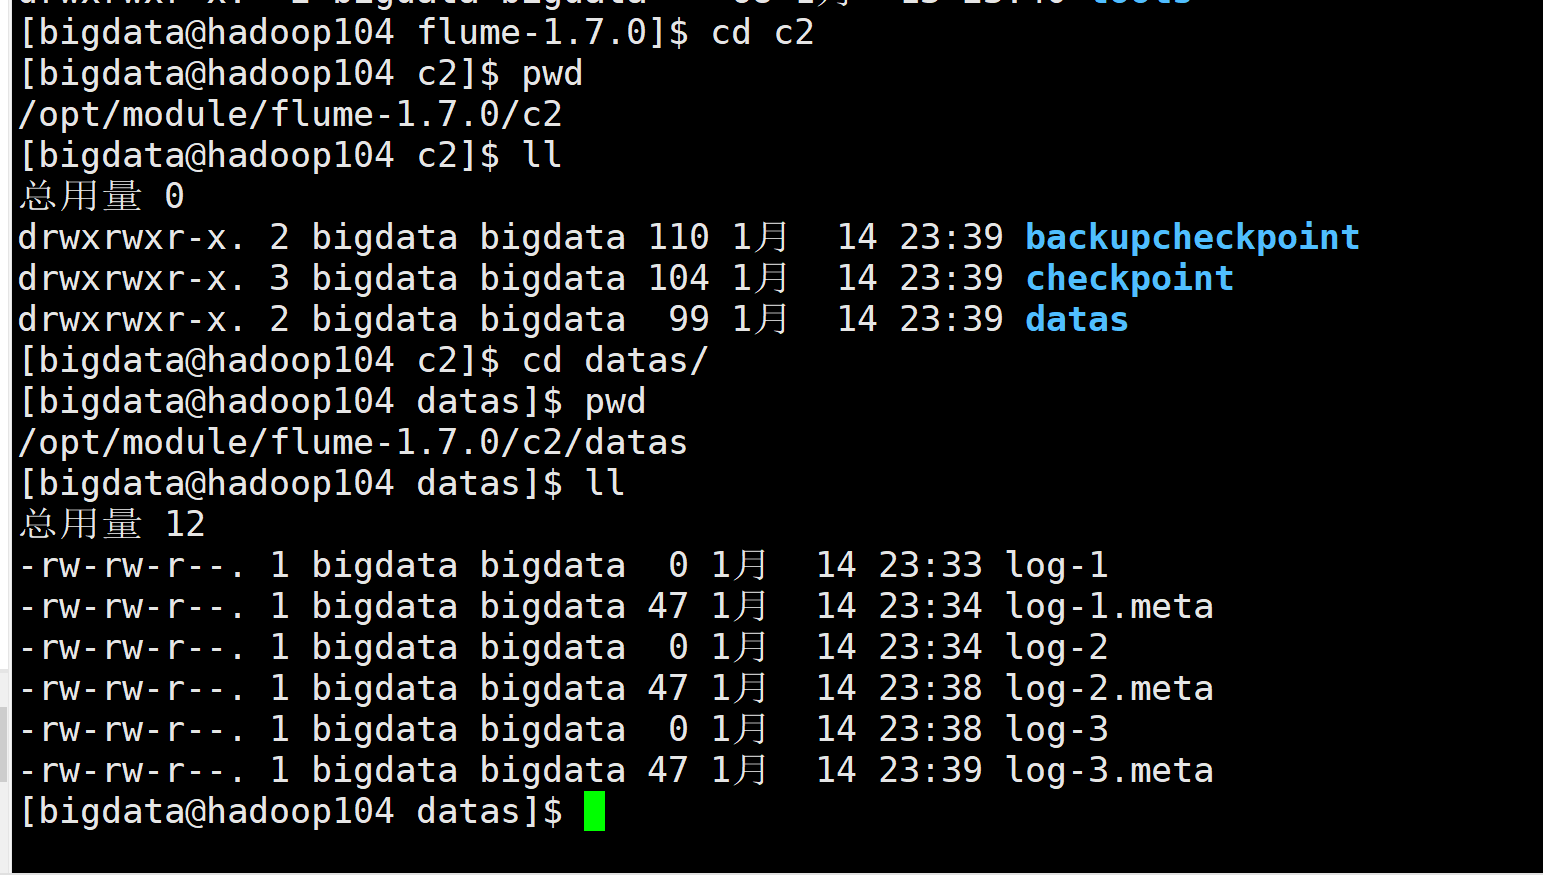 [bigdata@hadoop104 flume-1.7.0]$ cd c2
[bigdata@hadoop104 c2]$ pwd
/opt/module/flume-1.7.0/c2
[bigdata@hadoop104 c2]$ ll
总用量 0
drwxrwxr-x. 2 bigdata bigdata 110 1月  14 23:39 backupcheckpoint
drwxrwxr-x. 3 bigdata bigdata 104 1月  14 23:39 checkpoint
drwxrwxr-x. 2 bigdata bigdata  99 1月  14 23:39 datas
[bigdata@hadoop104 c2]$ cd datas/
[bigdata@hadoop104 datas]$ pwd
/opt/module/flume-1.7.0/c2/datas
[bigdata@hadoop104 datas]$ ll
总用量 12
-rw-rw-r--. 1 bigdata bigdata  0 1月  14 23:33 log-1
-rw-rw-r--. 1 bigdata bigdata 47 1月  14 23:34 log-1.meta
-rw-rw-r--. 1 bigdata bigdata  0 1月  14 23:34 log-2
-rw-rw-r--. 1 bigdata bigdata 47 1月  14 23:38 log-2.meta
-rw-rw-r--. 1 bigdata bigdata  0 1月  14 23:38 log-3
-rw-rw-r--. 1 bigdata bigdata 47 1月  14 23:39 log-3.meta
[bigdata@hadoop104 datas]$